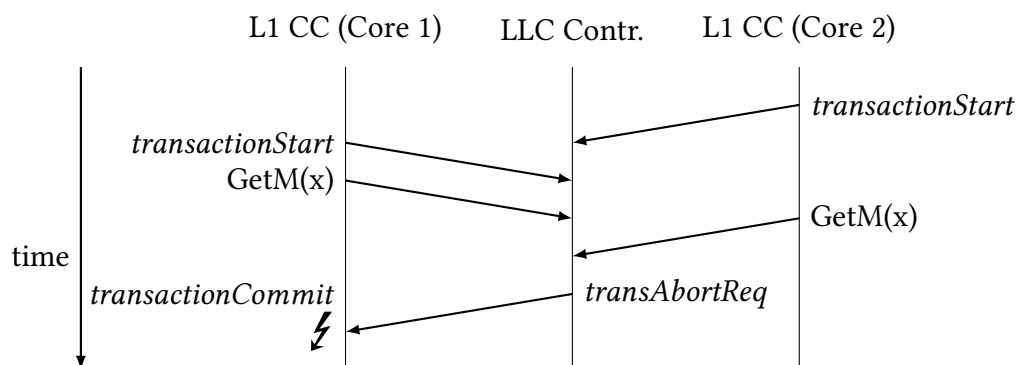 L1 CC (Core 1) LLC Contr. L1 CC (Core 2)
transactionStart
transactionStart
GetM(x)
GetM(x)
time
transactionCommit transAbortReq